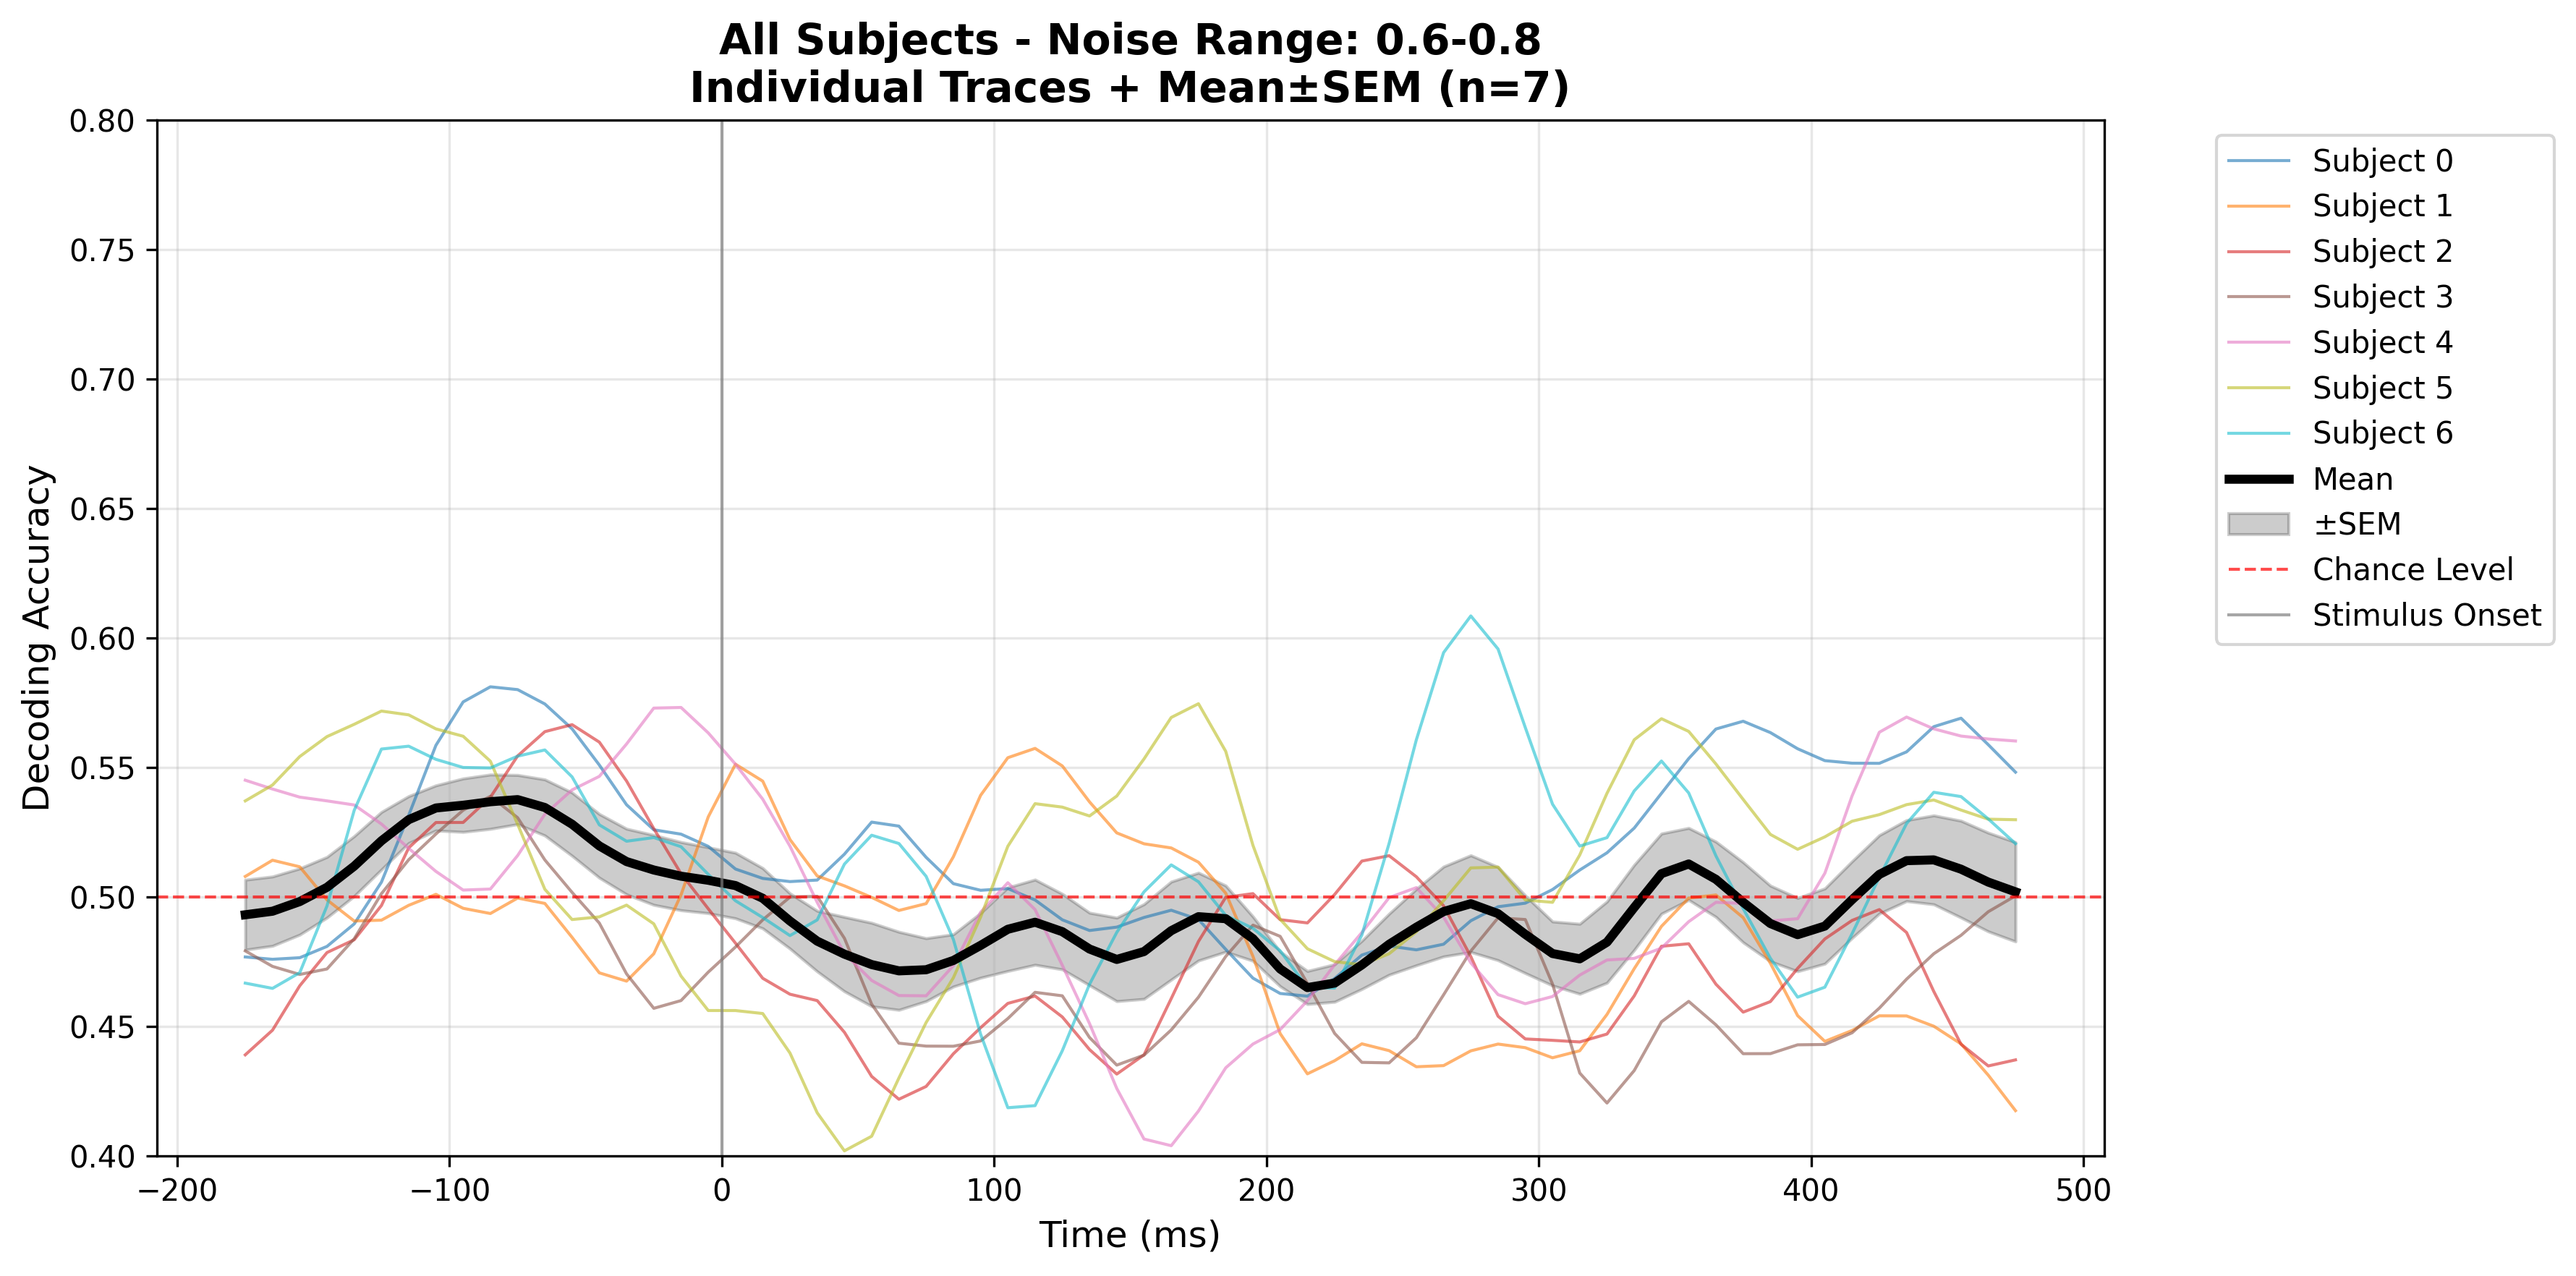 All Subjects - Noise Range: 0.6-0.8
Individual Traces + Mean±SEM (n=7)
Decoding Accuracy
0.80
0.75
0.70
0.65
0.60
0.55
0.50
0.45
0.40
−200
−100
0
100
200
300
400
500
Time (ms)
Subject 0
Subject 1
Subject 2
Subject 3
Subject 4
Subject 5
Subject 6
Mean
±SEM
Chance Level
Stimulus Onset